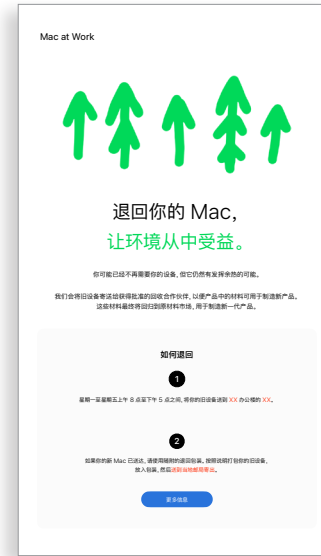 Mac at Work
退回你的 Mac，
让环境从中受益。
你可能已经不再需要你的设备，但它仍然有发挥余热的可能。
我们会将旧设备寄送给获得批准的回收合作伙伴，以便产品中的材料可用于制造新产品。
这些材料最终将回归到原材料市场，用于制造新一代产品。
如何退回
1
星期一至星期五上午 8 点至下午 5 点之间，将你的旧设备送到 XX 办公楼的 XX。
2
如果你的新 Mac 已送达，请使用随附的退回包装。按照说明打包你的旧设备，
放入包装，然后送到当地邮局寄出。
更多信息